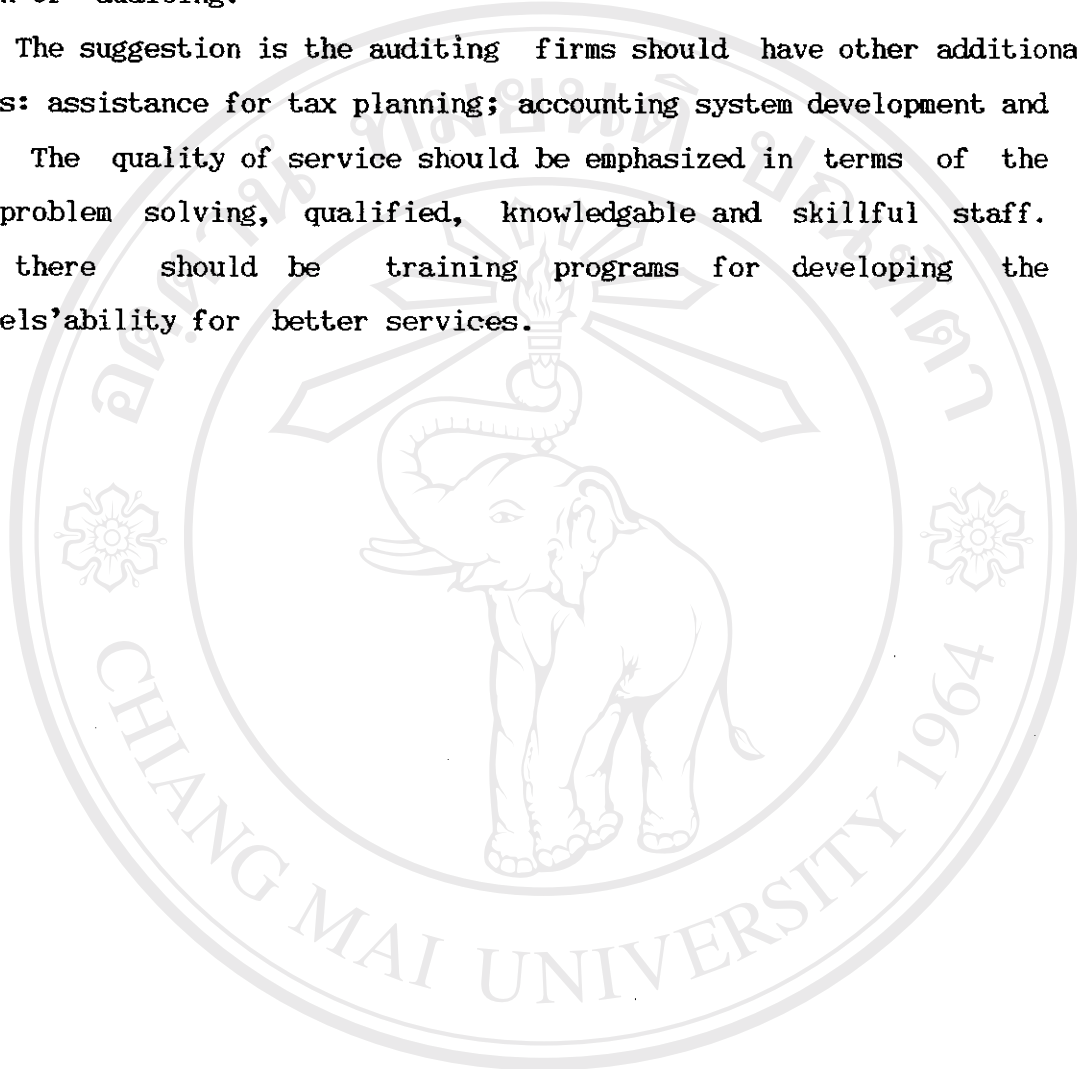 The suggestion is the auditing firms should have other additiona
s: assistance for tax planning; accounting system development and
The quality of service should be emphasized in terms of the
problem solving, qualified, knowledgable and skillful staff.
there should be training programs for developing the
els'ability for better services.
CHIANG MAI UNIVERSITY 1964